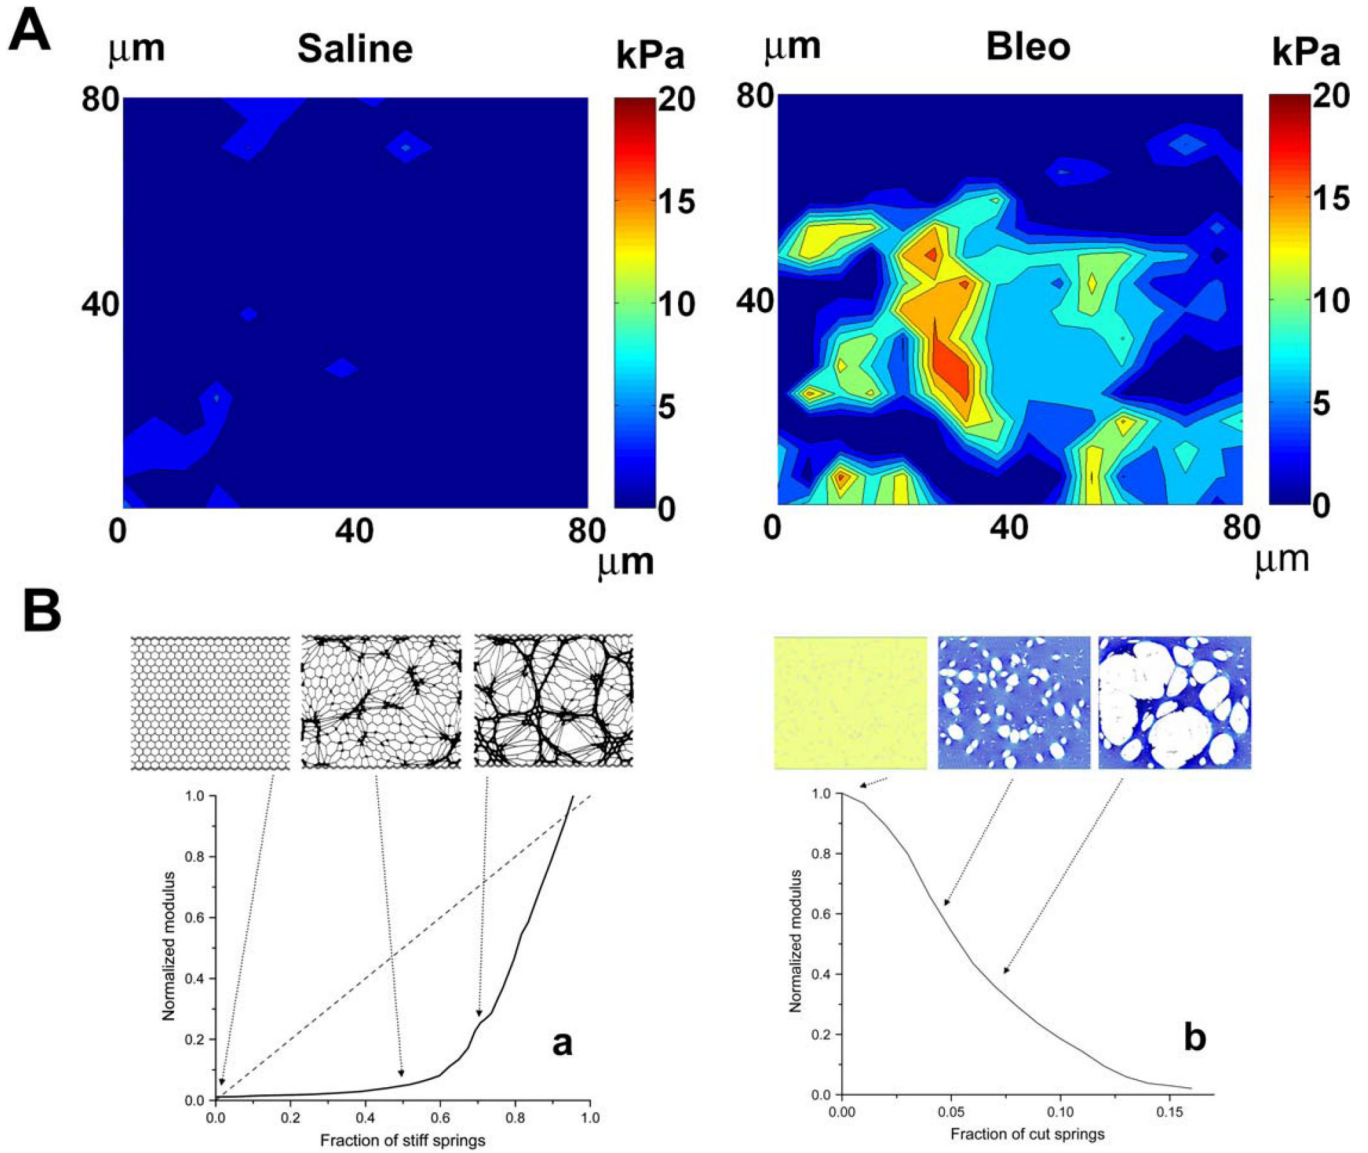 A
μm Saline kPa
80
40
0 40 80
μm
20
15
10
5
0
μm Bleo kPa
80
40
0
0 40 80
μm
20
15
10
5
0
B
1.0
0.8
0.6
0.4
0.2
0.0
Normalized modulus
0.0 0.2 0.4 0.6 0.8 1.0
Fraction of stiff springs
a
1.0
0.8
0.6
0.4
0.2
0.0
Normalized modulus
0.00 0.05 0.10 0.15
Fraction of cut springs
b